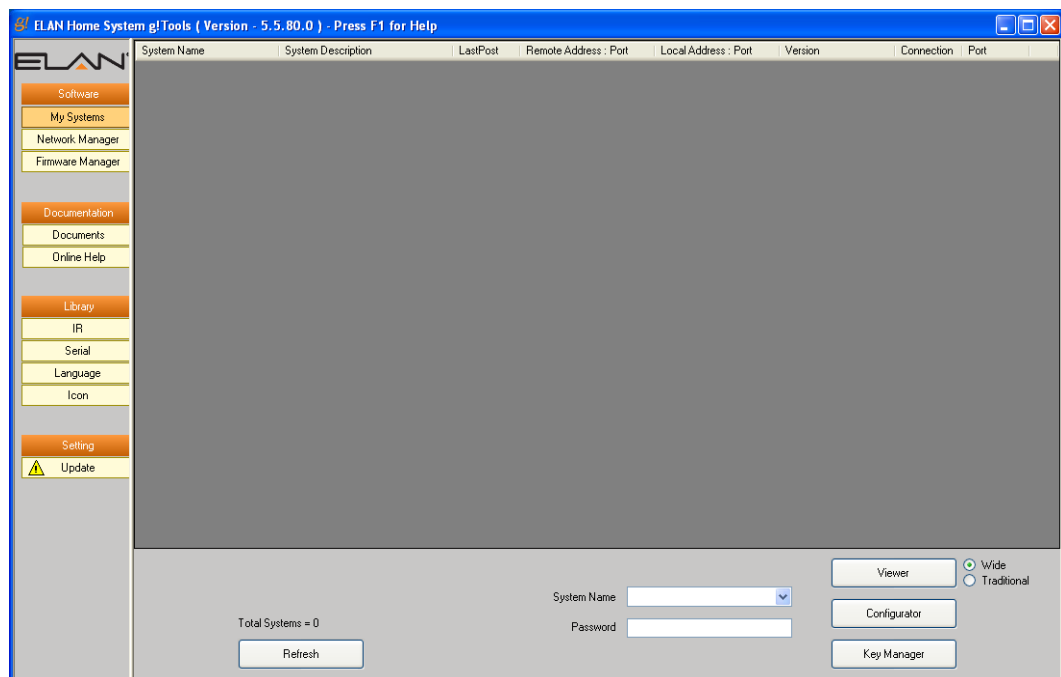 g! ELAN Home System g!Tools ( Version - 5.5.80.0 ) - Press F1 for Help
ELAN
System Name System Description LastPost Remote Address : Port Local Address : Port Version Connection Port
Software
My Systems
Network Manager
Firmware Manager
Documentation
Documents
Online Help
Library
IR
Serial
Language
Icon
Setting
Update
Total Systems = 0
Refresh
System Name
Password
Viewer
Wide
Traditional
Configurator
Key Manager